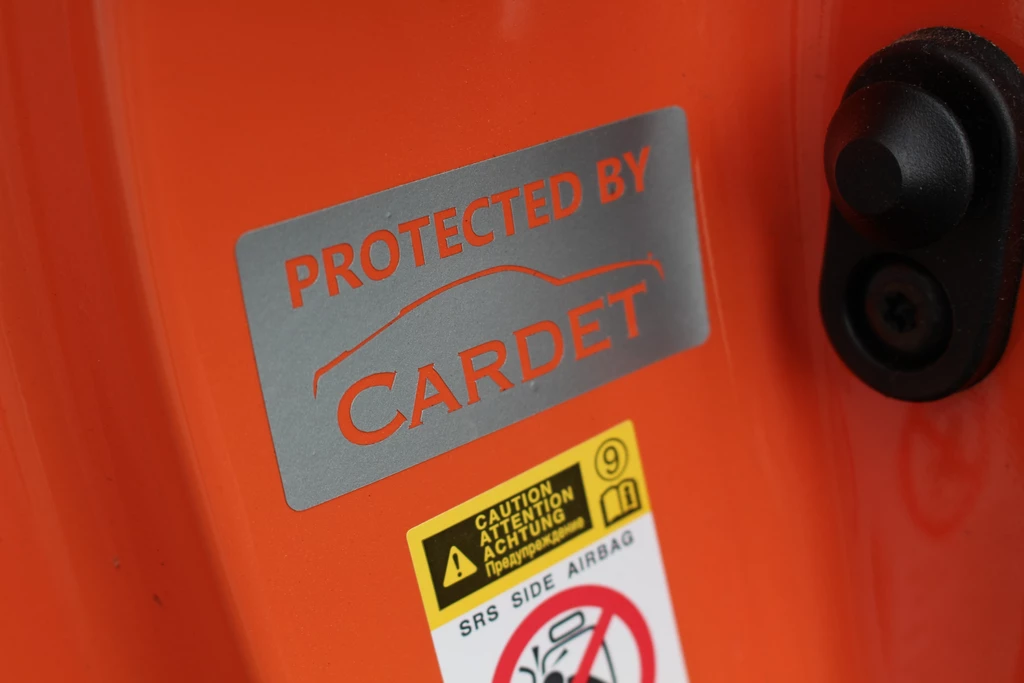 PROTECTED BY
CARDET
9
CAUTION
ATTENTION
ACHTUNG
Предупреждение
SRS SIDE AIRBAG